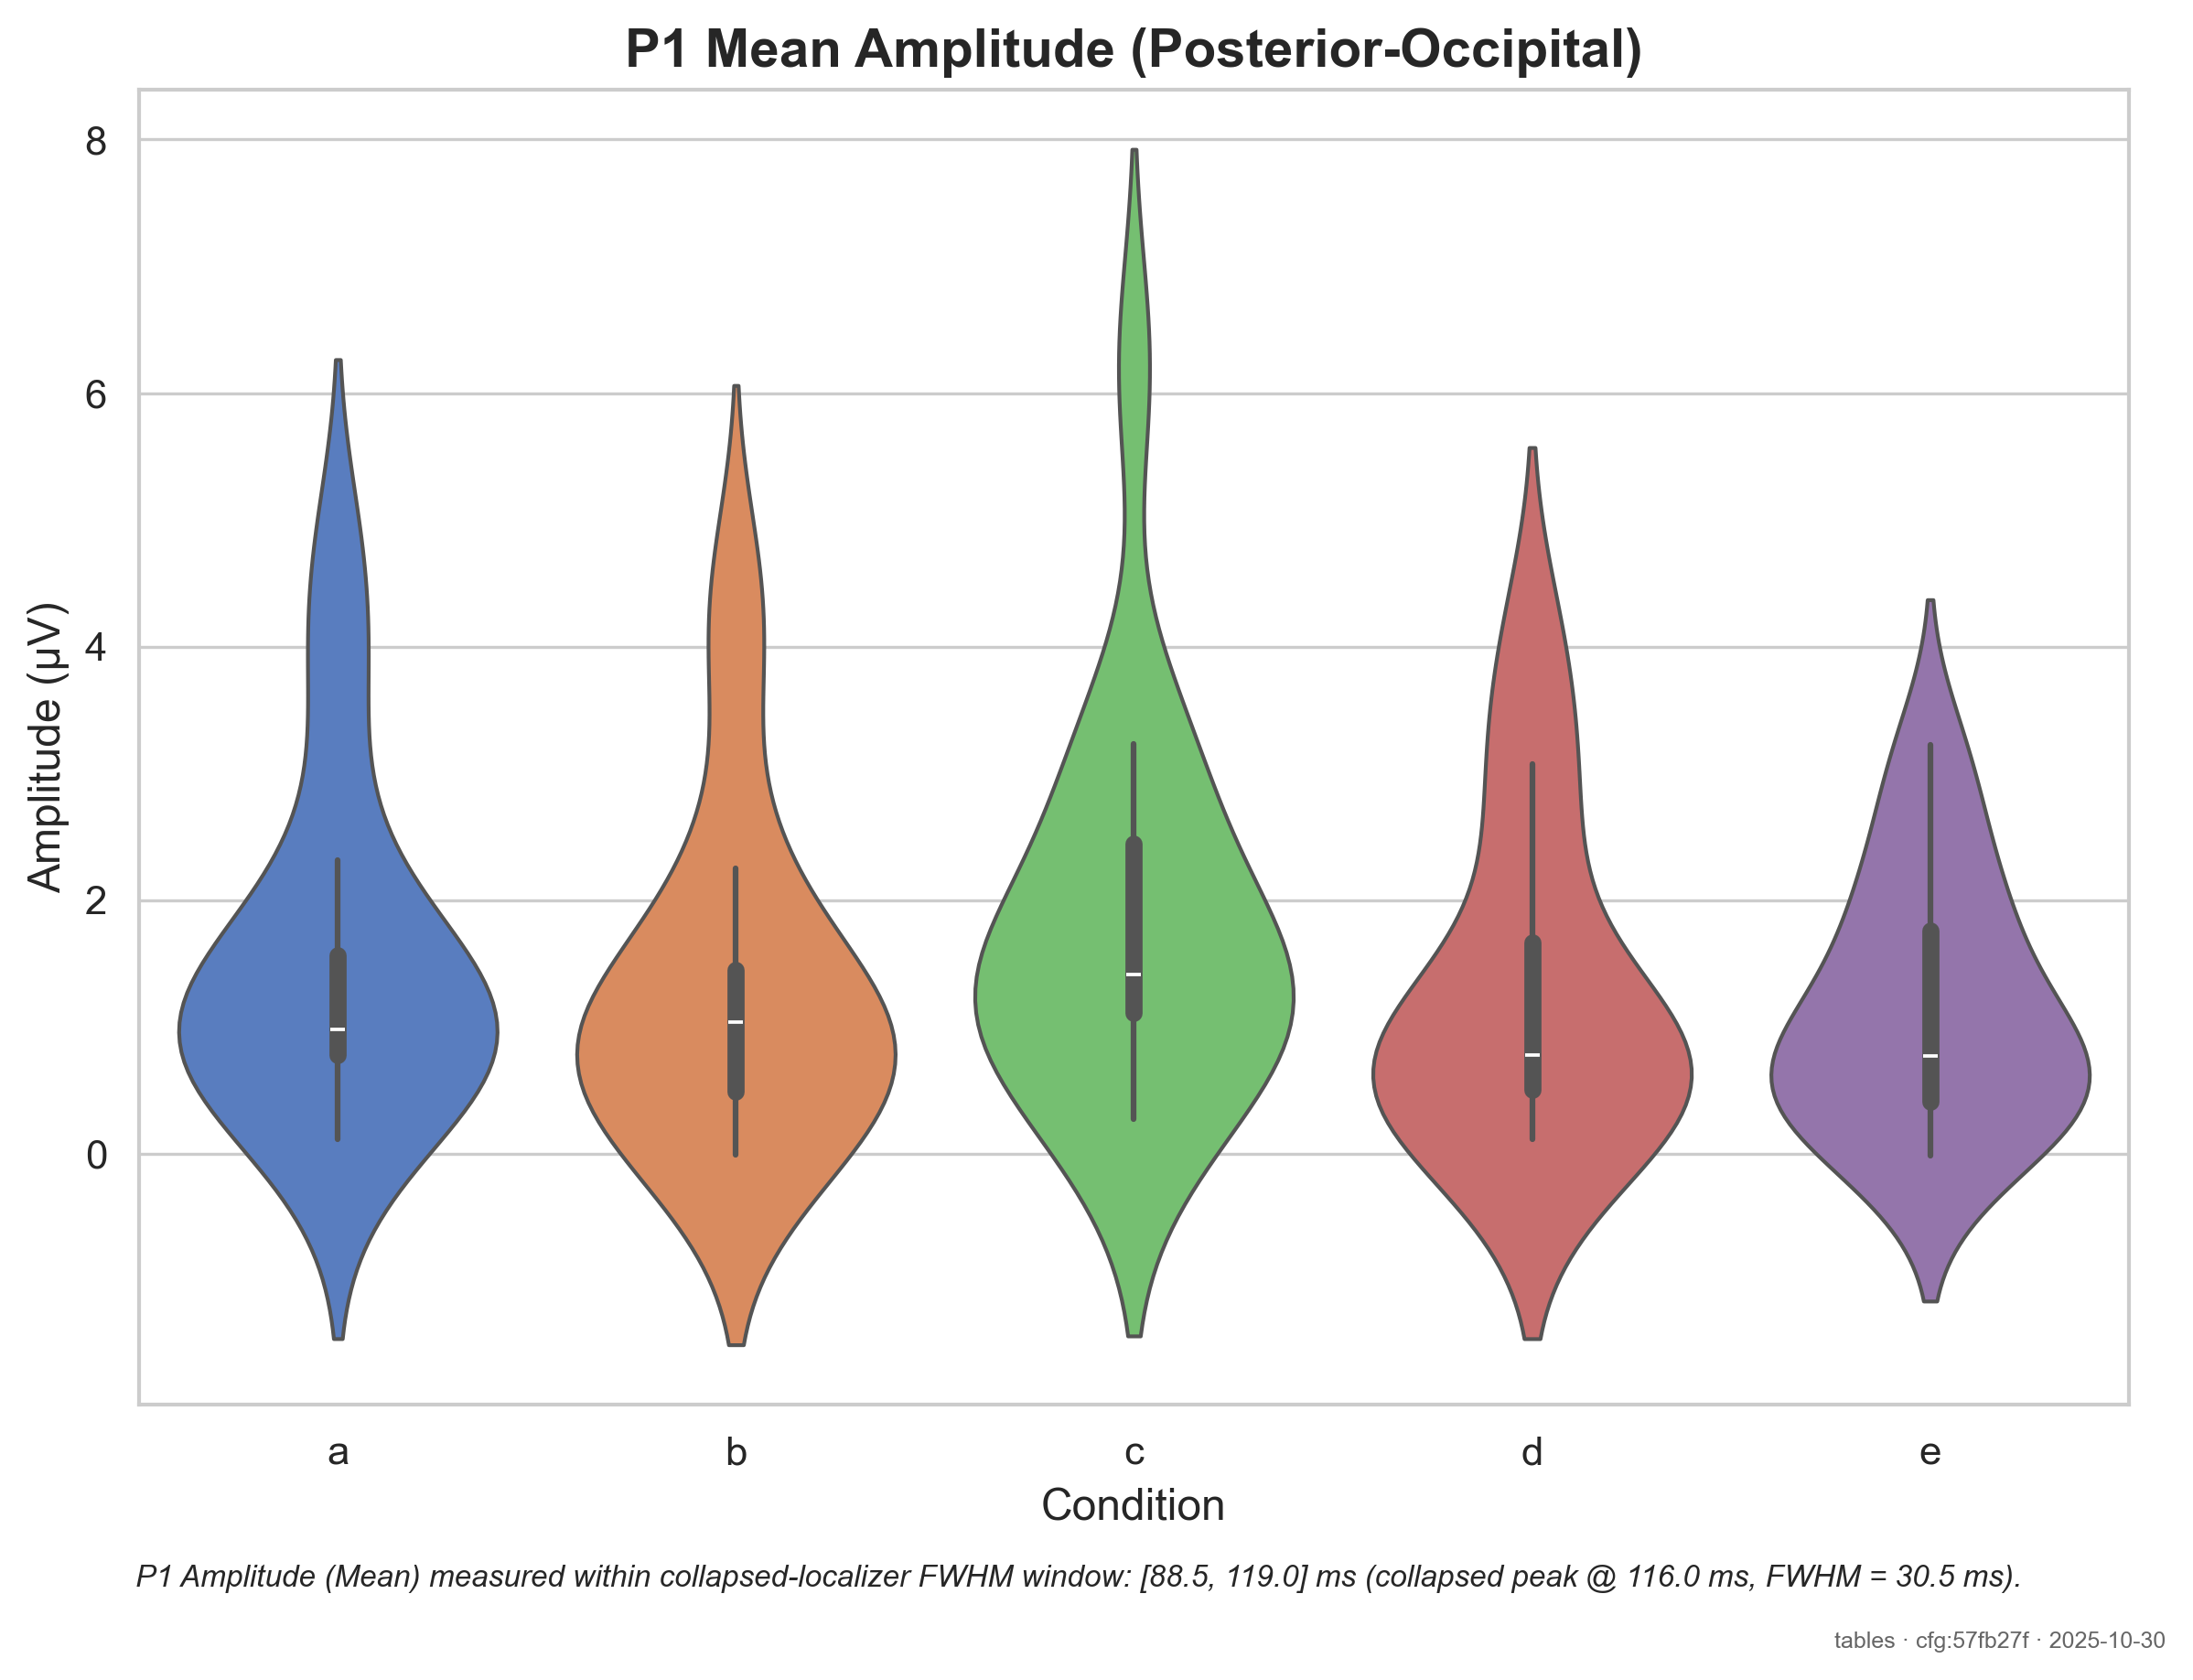 P1 Mean Amplitude (Posterior-Occipital)
8
6
4
2
0
Amplitude (µV)
a b c d e
Condition
P1 Amplitude (Mean) measured within collapsed-localizer FWHM window: [88.5, 119.0] ms (collapsed peak @ 116.0 ms, FWHM = 30.5 ms).
tables · cfg:57fb27f · 2025-10-30